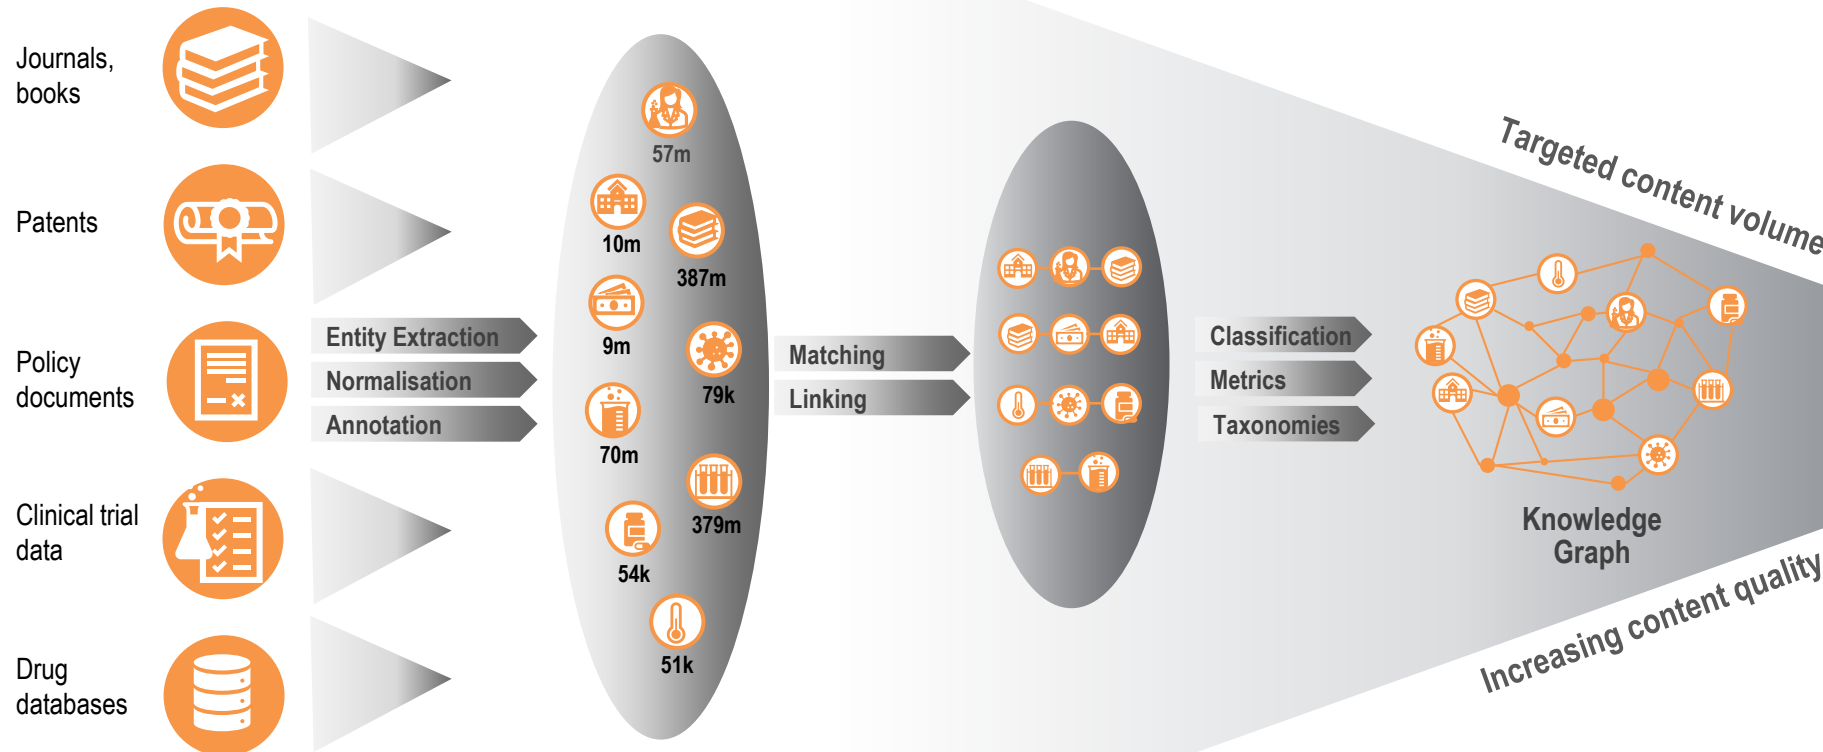 Journals,
books
Patents
Policy
documents
Clinical trial
data
Drug
databases
Entity Extraction
Normalisation
Annotation
57m
10m
387m
9m
79k
70m
379m
54k
51k
Matching
Linking
Classification
Metrics
Taxonomies
Targeted content volume
Knowledge
Graph
Increasing content quality